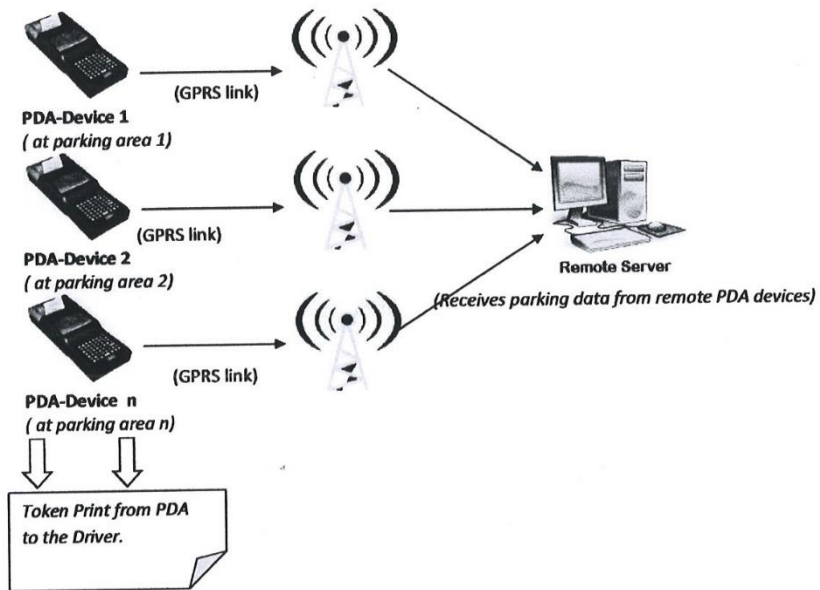 (GPRS link)
PDA-Device 1
( at parking area 1)
(GPRS link)
PDA-Device 2
( at parking area 2)
Remote Server
(Receives parking data from remote PDA devices)
(GPRS link)
PDA-Device n
( at parking area n)
Token Print from PDA
to the Driver.